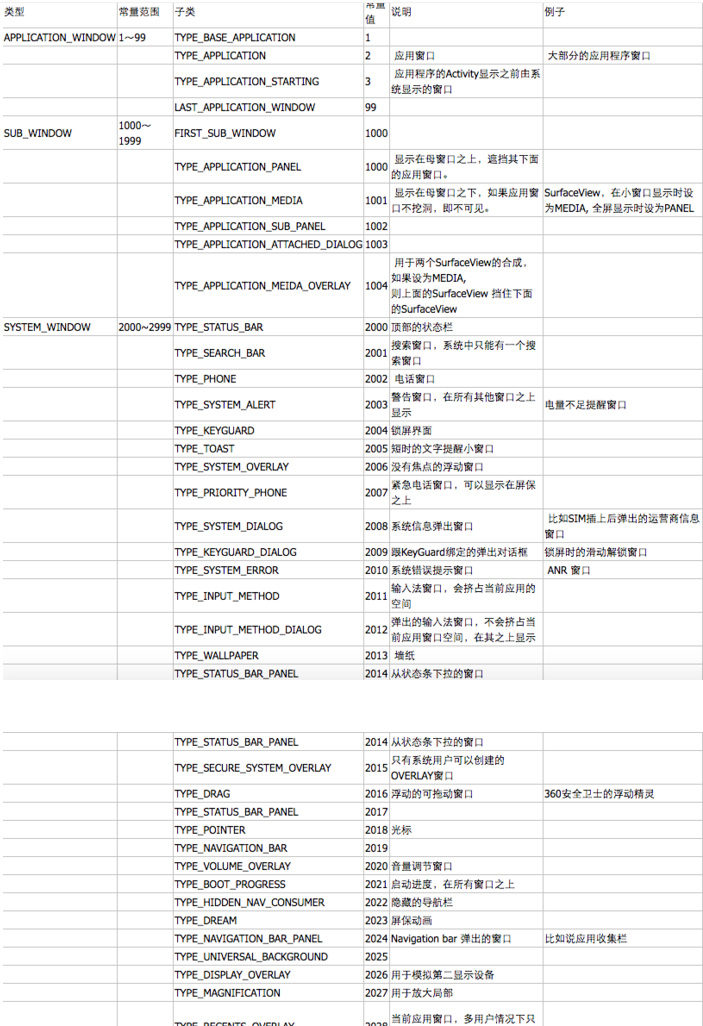 类型 常量范围 子类 常量 说明 例子
值
APPLICATION_WINDOW 1～99 TYPE_BASE_APPLICATION 1
TYPE_APPLICATION 2 应用窗口 大部分的应用程序窗口
TYPE_APPLICATION_STARTING 3 应用程序的Activity显示之前由系
统显示的窗口
LAST_APPLICATION_WINDOW 99
SUB_WINDOW 1000～
1999 FIRST_SUB_WINDOW 1000
TYPE_APPLICATION_PANEL 1000 显示在母窗口之上，遮挡其下面
的应用窗口。
TYPE_APPLICATION_MEDIA 1001 显示在母窗口之下，如果应用窗
口不挖洞，即不可见。 SurfaceView，在小窗口显示时设
为MEDIA, 全屏显示时设为PANEL
TYPE_APPLICATION_SUB_PANEL 1002
TYPE_APPLICATION_ATTACHED_DIALOG 1003
TYPE_APPLICATION_MEIDA_OVERLAY 1004 用于两个SurfaceView的合成，
如果设为MEDIA,
则上面的SurfaceView 挡住下面
的SurfaceView
SYSTEM_WINDOW 2000~2999 TYPE_STATUS_BAR 2000 顶部的状态栏
TYPE_SEARCH_BAR 2001 搜索窗口，系统中只能有一个搜
索窗口
TYPE_PHONE 2002 电话窗口
TYPE_SYSTEM_ALERT 2003 警告窗口，在所有其他窗口之上
显示 电量不足提醒窗口
TYPE_KEYGUARD 2004 锁屏界面
TYPE_TOAST 2005 短时的文字提醒小窗口
TYPE_SYSTEM_OVERLAY 2006 没有焦点的浮动窗口
TYPE_PRIORITY_PHONE 2007 紧急电话窗口，可以显示在屏保
之上
TYPE_SYSTEM_DIALOG 2008 系统信息弹出窗口 比如SIM插上后弹出的运营商信息
窗口
TYPE_KEYGUARD_DIALOG 2009 跟KeyGuard绑定的弹出对话框 锁屏时的滑动解锁窗口
TYPE_SYSTEM_ERROR 2010 系统错误提示窗口 ANR 窗口
TYPE_INPUT_METHOD 2011 输入法窗口，会挤占当前应用的
空间
TYPE_INPUT_METHOD_DIALOG 2012 弹出的输入法窗口，不会挤占当
前应用窗口空间，在其之上显示
TYPE_WALLPAPER 2013 墙纸
TYPE_STATUS_BAR_PANEL 2014 从状态条下拉的窗口
TYPE_STATUS_BAR_PANEL 2014 从状态条下拉的窗口
TYPE_SECURE_SYSTEM_OVERLAY 2015 只有系统用户可以创建的
OVERLAY窗口
TYPE_DRAG 2016 浮动的可拖动窗口 360安全卫士的浮动精灵
TYPE_STATUS_BAR_PANEL 2017
TYPE_POINTER 2018 光标
TYPE_NAVIGATION_BAR 2019
TYPE_VOLUME_OVERLAY 2020 音量调节窗口
TYPE_BOOT_PROGRESS 2021 启动进度，在所有窗口之上
TYPE_HIDDEN_NAV_CONSUMER 2022 隐藏的导航栏
TYPE_DREAM 2023 屏保动画
TYPE_NAVIGATION_BAR_PANEL 2024 Navigation bar 弹出的窗口 比如说应用收集栏
TYPE_UNIVERSAL_BACKGROUND 2025
TYPE_DISPLAY_OVERLAY 2026 用于模拟第二显示设备
TYPE_MAGNIFICATION 2027 用于放大局部
TYPE_RECENTS_OVERLAY 2028 当前应用窗口，多用户情况下只